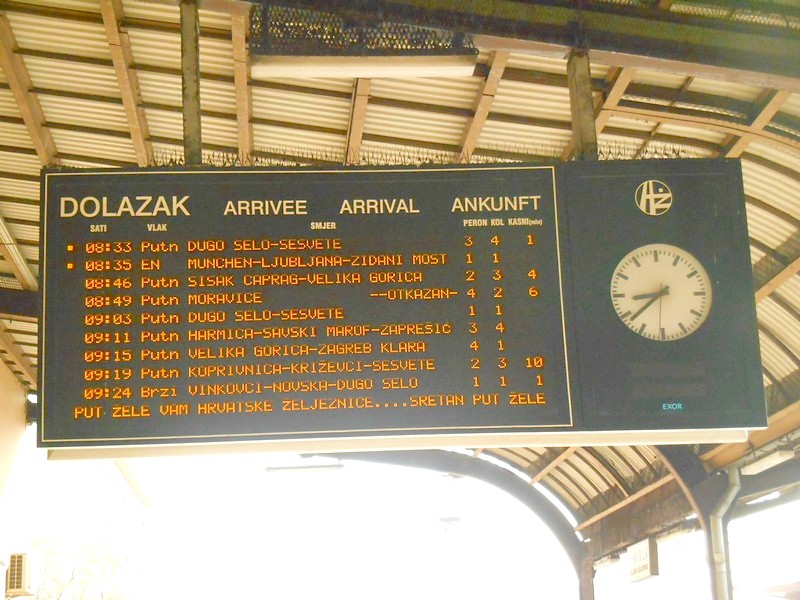 DOLAZAK ARRIVEE ARRIVAL ANKUNFT
SATI VLAK SMJER PERON KOL KASNI(min)
08:33 Putn DUGO SELO-SESVETE 3 4 1
08:35 EN MUNCHEN-LJUBLJANA-ZIDANI MOST 1 1
08:46 Putn SISAK CAPRAG-VELIKA GORICA 2 3 4
08:49 Putn MORAVICE --OTKAZAN- 4 2 6
09:03 Putn DUGO SELO-SESVETE 1 1
09:11 Putn HARMICA-SAVSKI MAROF-ZAPREŠIĆ 3 4
09:15 Putn VELIKA GORICA-ZAGREB KLARA 4 1
09:19 Putn KOPRIVNICA-KRIŽEVCI-SESVETE 2 3 10
09:24 Brzi VINKOVCI-NOVSKA-DUGO SELO 1 1 1
PUT ŽELE VAM HRVATSKE ŽELJEZNICE....SRETAN PUT ŽELE
HŽ
EXOR